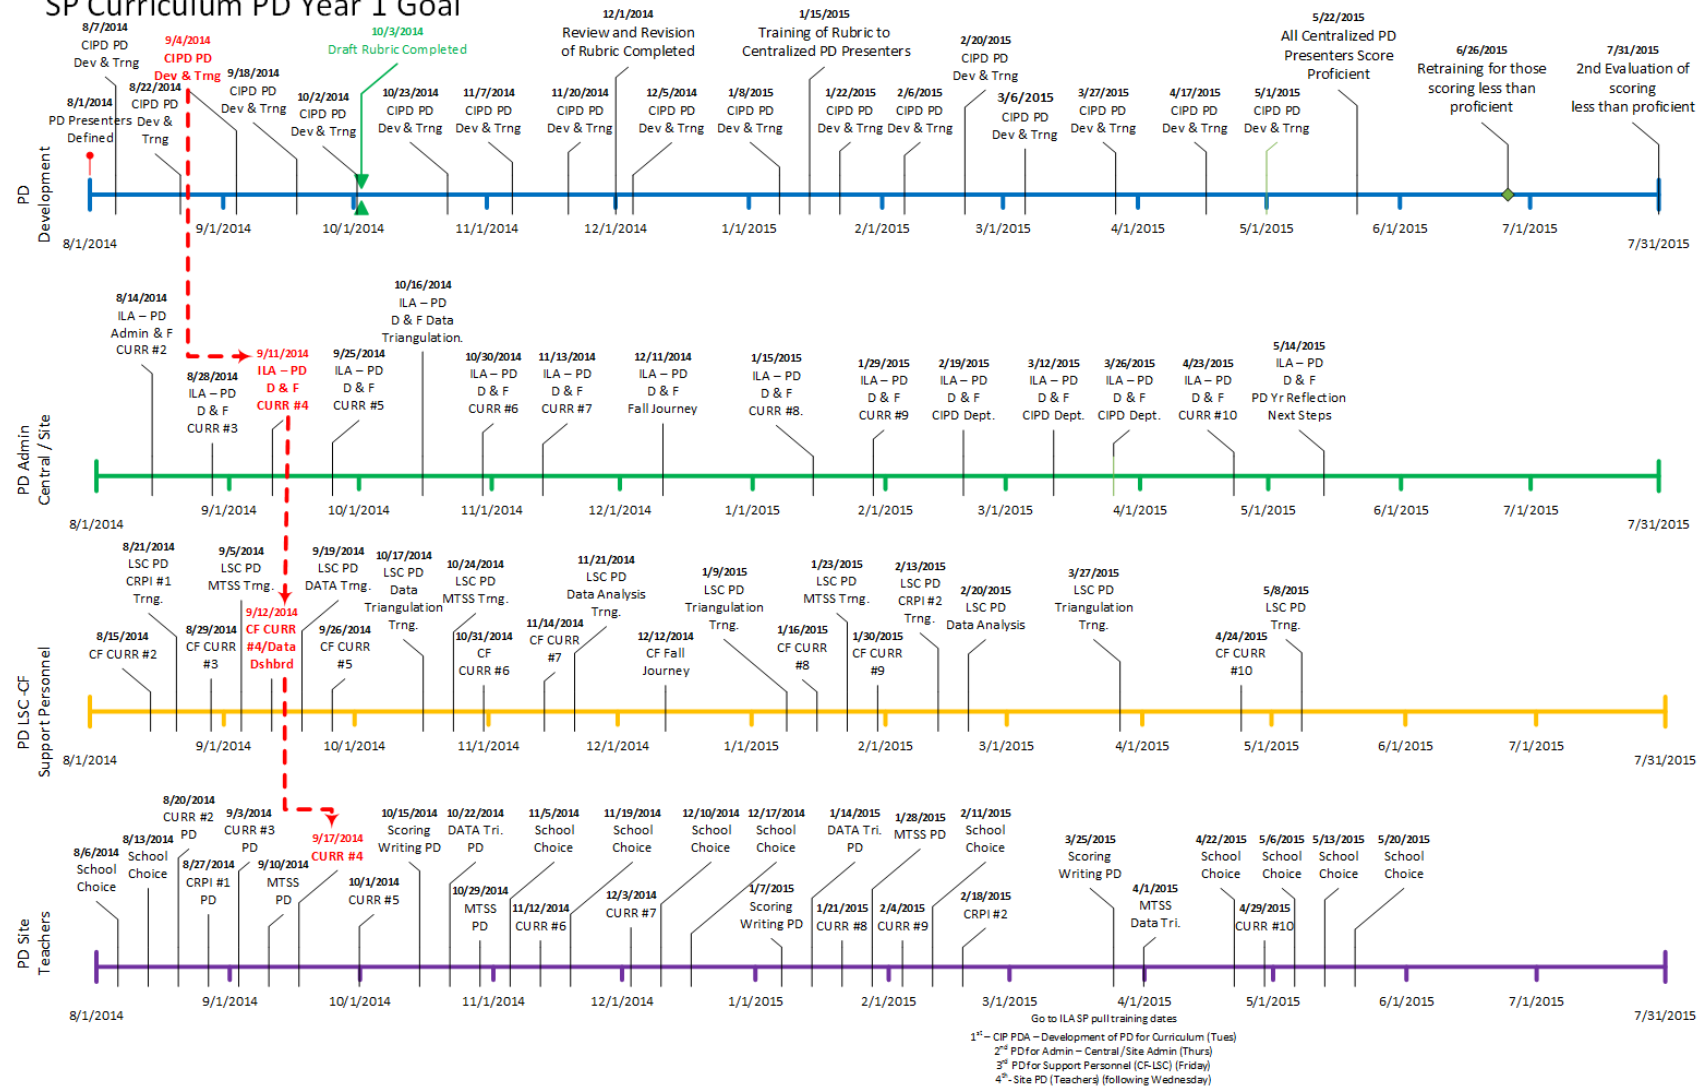 SP Curriculum PD Year 1 Goal
PD
Development
8/1/2014
PD Presenters
Defined
8/7/2014
CIPD PD
Dev & Trng
8/22/2014
CIPD PD
Dev &
Trng
9/4/2014
CIPD PD
Dev & Trng
9/18/2014
CIPD PD
Dev & Trng
10/2/2014
CIPD PD
Dev & Trng
10/3/2014
Draft Rubric Completed
10/23/2014
CIPD PD
Dev & Trng
11/7/2014
CIPD PD
Dev & Trng
11/20/2014
CIPD PD
Dev & Trng
12/1/2014
Review and Revision
of Rubric Completed
12/5/2014
CIPD PD
Dev & Trng
1/8/2015
CIPD PD
Dev & Trng
1/15/2015
Training of Rubric to
Centralized PD Presenters
1/22/2015
CIPD PD
Dev & Trng
2/6/2015
CIPD PD
Dev & Trng
2/20/2015
CIPD PD
Dev & Trng
3/6/2015
CIPD PD
Dev & Trng
3/27/2015
CIPD PD
Dev & Trng
4/17/2015
CIPD PD
Dev & Trng
5/1/2015
CIPD PD
Dev & Trng
5/22/2015
All Centralized PD
Presenters Score
Proficient
6/26/2015
Retraining for those
scoring less than
proficient
7/31/2015
2nd Evaluation of
scoring
less than proficient
8/1/2014
9/1/2014
10/1/2014
11/1/2014
12/1/2014
1/1/2015
2/1/2015
3/1/2015
4/1/2015
5/1/2015
6/1/2015
7/1/2015
7/31/2015
PD Admin
Central / Site
8/14/2014
ILA – PD
Admin & F
CURR #2
8/28/2014
ILA – PD
D & F
CURR #3
9/11/2014
ILA – PD
D & F
CURR #4
9/25/2014
ILA – PD
D & F
CURR #5
10/16/2014
ILA – PD
D & F Data
Triangulation.
10/30/2014
ILA – PD
D & F
CURR #6
11/13/2014
ILA – PD
D & F
CURR #7
12/11/2014
ILA – PD
D & F
Fall Journey
1/15/2015
ILA – PD
D & F
CURR #8.
1/29/2015
ILA – PD
D & F
CURR #9
2/19/2015
ILA – PD
D & F
CIPD Dept.
3/12/2015
ILA – PD
D & F
CIPD Dept.
3/26/2015
ILA – PD
D & F
CIPD Dept.
4/23/2015
ILA – PD
D & F
CURR #10
5/14/2015
ILA – PD
D & F
PD Yr Reflection
Next Steps
8/1/2014
9/1/2014
10/1/2014
11/1/2014
12/1/2014
1/1/2015
2/1/2015
3/1/2015
4/1/2015
5/1/2015
6/1/2015
7/1/2015
7/31/2015
PD LSC -CF
Support Personnel
8/15/2014
CF CURR #2
8/21/2014
LSC PD
CRPI #1
Trng.
8/29/2014
CF CURR
#3
9/5/2014
LSC PD
MTSS Trng.
9/12/2014
CF CURR
#4/Data
Dshbrd
9/19/2014
LSC PD
DATA Trng.
9/26/2014
CF CURR
#5
10/17/2014
LSC PD
Data
Triangulation
Trng.
10/24/2014
LSC PD
MTSS Trng.
10/31/2014
CF
CURR #6
11/14/2014
CF CURR
#7
11/21/2014
LSC PD
Data Analysis
Trng.
12/12/2014
CF Fall
Journey
1/9/2015
LSC PD
Triangulation
Trng.
1/16/2015
CF CURR
#8
1/23/2015
LSC PD
MTSS Trng.
1/30/2015
CF CURR
#9
2/13/2015
LSC PD
CRPI #2
Trng.
2/20/2015
LSC PD
Data Analysis
3/27/2015
LSC PD
Triangulation
Trng.
4/24/2015
CF CURR
#10
5/8/2015
LSC PD
Trng.
8/1/2014
9/1/2014
10/1/2014
11/1/2014
12/1/2014
1/1/2015
2/1/2015
3/1/2015
4/1/2015
5/1/2015
6/1/2015
7/1/2015
7/31/2015
PD Site
Teachers
8/6/2014
School
Choice
8/13/2014
School
Choice
8/20/2014
CURR #2
PD
8/27/2014
CRPI #1
PD
9/3/2014
CURR #3
PD
9/10/2014
MTSS
PD
9/17/2014
CURR #4
10/1/2014
CURR #5
10/15/2014
Scoring
Writing PD
10/22/2014
DATA Tri.
PD
10/29/2014
MTSS
PD
11/5/2014
School
Choice
11/12/2014
CURR #6
11/19/2014
School
Choice
12/3/2014
CURR #7
12/10/2014
School
Choice
12/17/2014
School
Choice
1/7/2015
Scoring
Writing PD
1/14/2015
DATA Tri.
PD
1/21/2015
CURR #8
1/28/2015
MTSS PD
2/4/2015
CURR #9
2/11/2015
School
Choice
2/18/2015
CRPI #2
3/25/2015
Scoring
Writing PD
4/1/2015
MTSS
Data Tri.
4/22/2015
School
Choice
4/29/2015
CURR #10
5/6/2015
School
Choice
5/13/2015
School
Choice
5/20/2015
School
Choice
8/1/2014
9/1/2014
10/1/2014
11/1/2014
12/1/2014
1/1/2015
2/1/2015
3/1/2015
4/1/2015
5/1/2015
6/1/2015
7/1/2015
7/31/2015
Go to ILA SP pull training dates
1st – CIP PDA – Development of PD for Curriculum (Tues)
2nd PD for Admin – Central / Site Admin (Thurs)
3rd PD for Support Personnel (CF-LSC) (Friday)
4th - Site PD (Teachers) (following Wednesday)